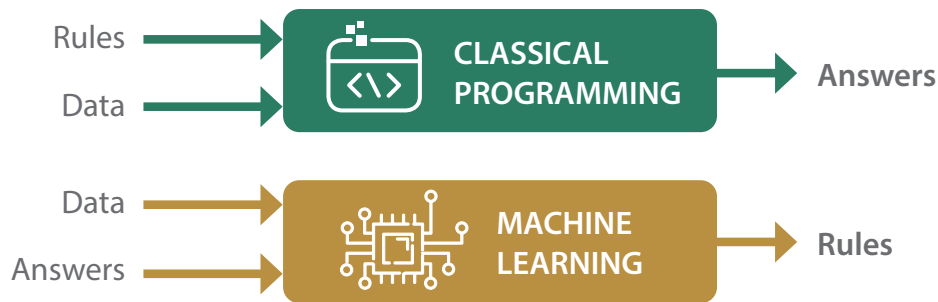 Rules
Data
CLASSICAL
PROGRAMMING
Answers
Data
Answers
MACHINE
LEARNING
Rules